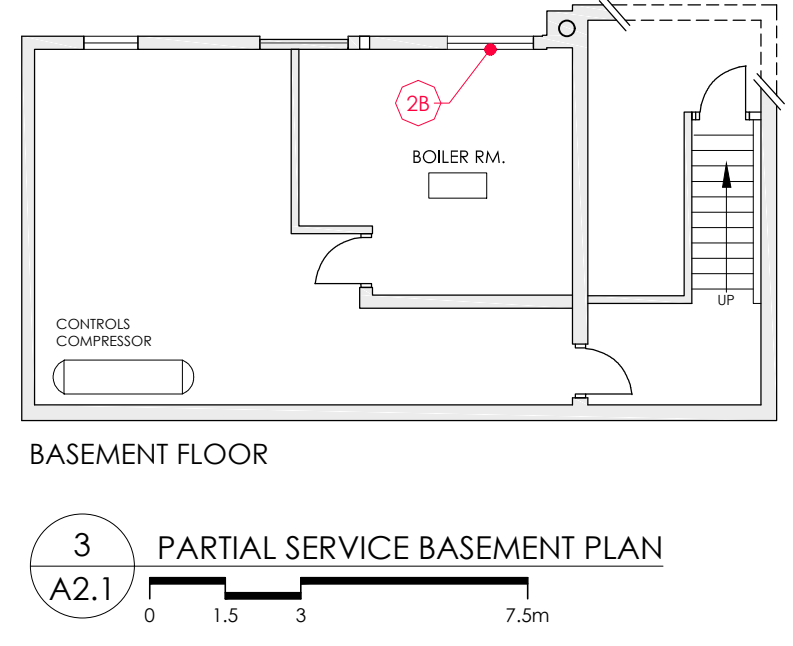 2B
BOILER RM.
UP
CONTROLS
COMPRESSOR
BASEMENT FLOOR
3
A2.1
PARTIAL SERVICE BASEMENT PLAN
0 1.5 3 7.5m